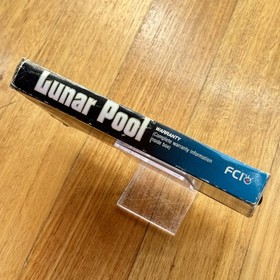 Lunar Pool
WARRANTY
(Complete warranty information
inside box)
FCI